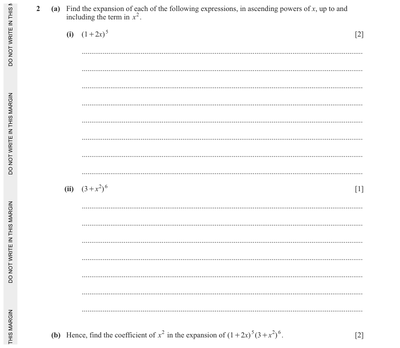 2 (a) Find the expansion of each of the following expressions, in ascending powers of x, up to and
including the term in x².
(i) (1+2x)⁵ [2]
(ii) (3+x²)⁶ [1]
(b) Hence, find the coefficient of x² in the expansion of (1+2x)⁵(3+x²)⁶. [2]
DO NOT WRITE IN THIS M
DO NOT WRITE IN THIS MARGIN
DO NOT WRITE IN THIS MARGIN
THIS MARGIN